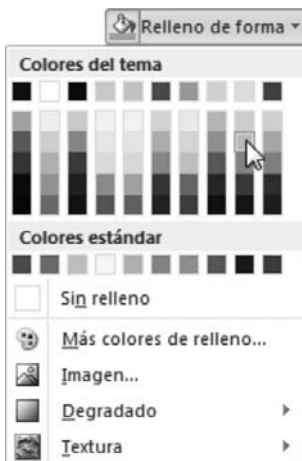 Relleno de forma
Colores del tema
Colores estándar
Sin relleno
Más colores de relleno...
Imagen...
Degradado
Textura